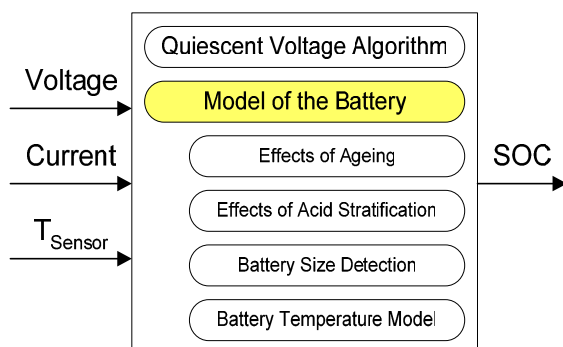 Quiescent Voltage Algorithm
Voltage
Model of the Battery
Current
Effects of Ageing
SOC
Effects of Acid Stratification
TSensor
Battery Size Detection
Battery Temperature Model